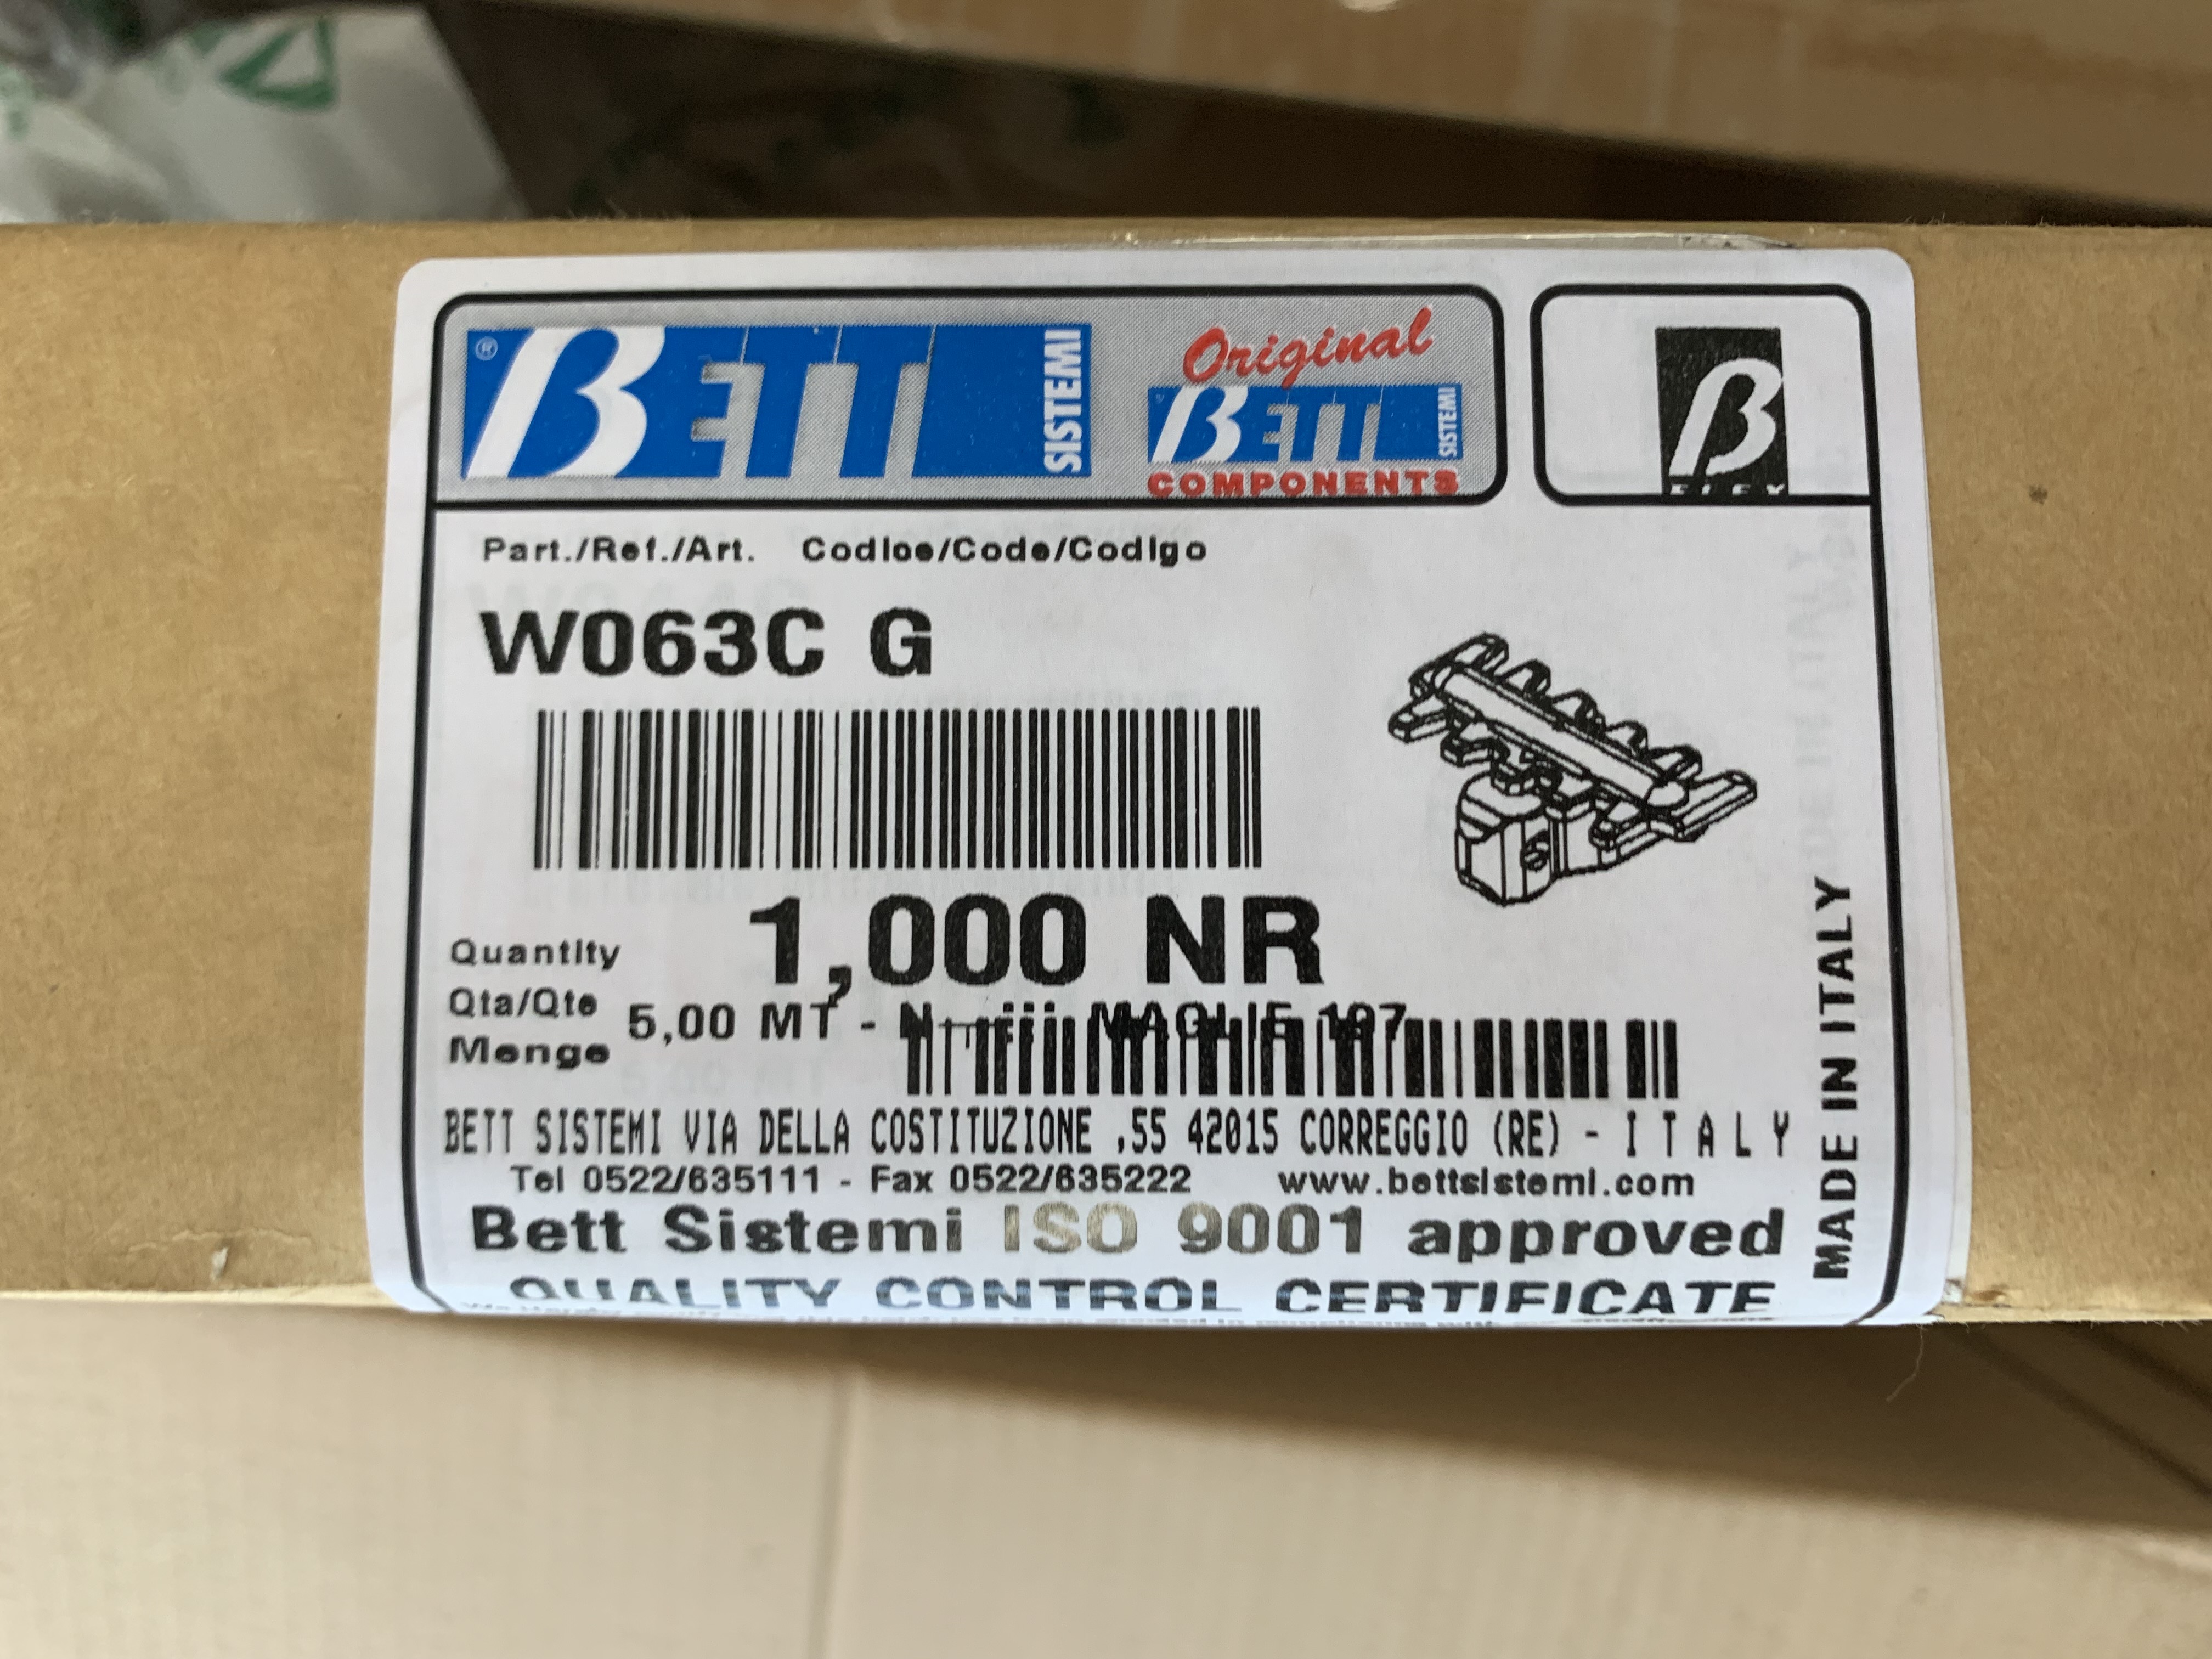 ® BETT SISTEMI
Original
BETT SISTEMI
COMPONENTS
Part./Ref./Art. Codice/Code/Codigo
W063C G
1,000 NR
Quantity
Qta/Qte
Menge
5,00 MT - N MAGLIE 197
BETT SISTEMI VIA DELLA COSTITUZIONE ,55 42015 CORREGGIO (RE) - I T A L Y
Tel 0522/635111 - Fax 0522/635222 www.bettsistemi.com
Bett Sistemi ISO 9001 approved
QUALITY CONTROL CERTIFICATE
MADE IN ITALY